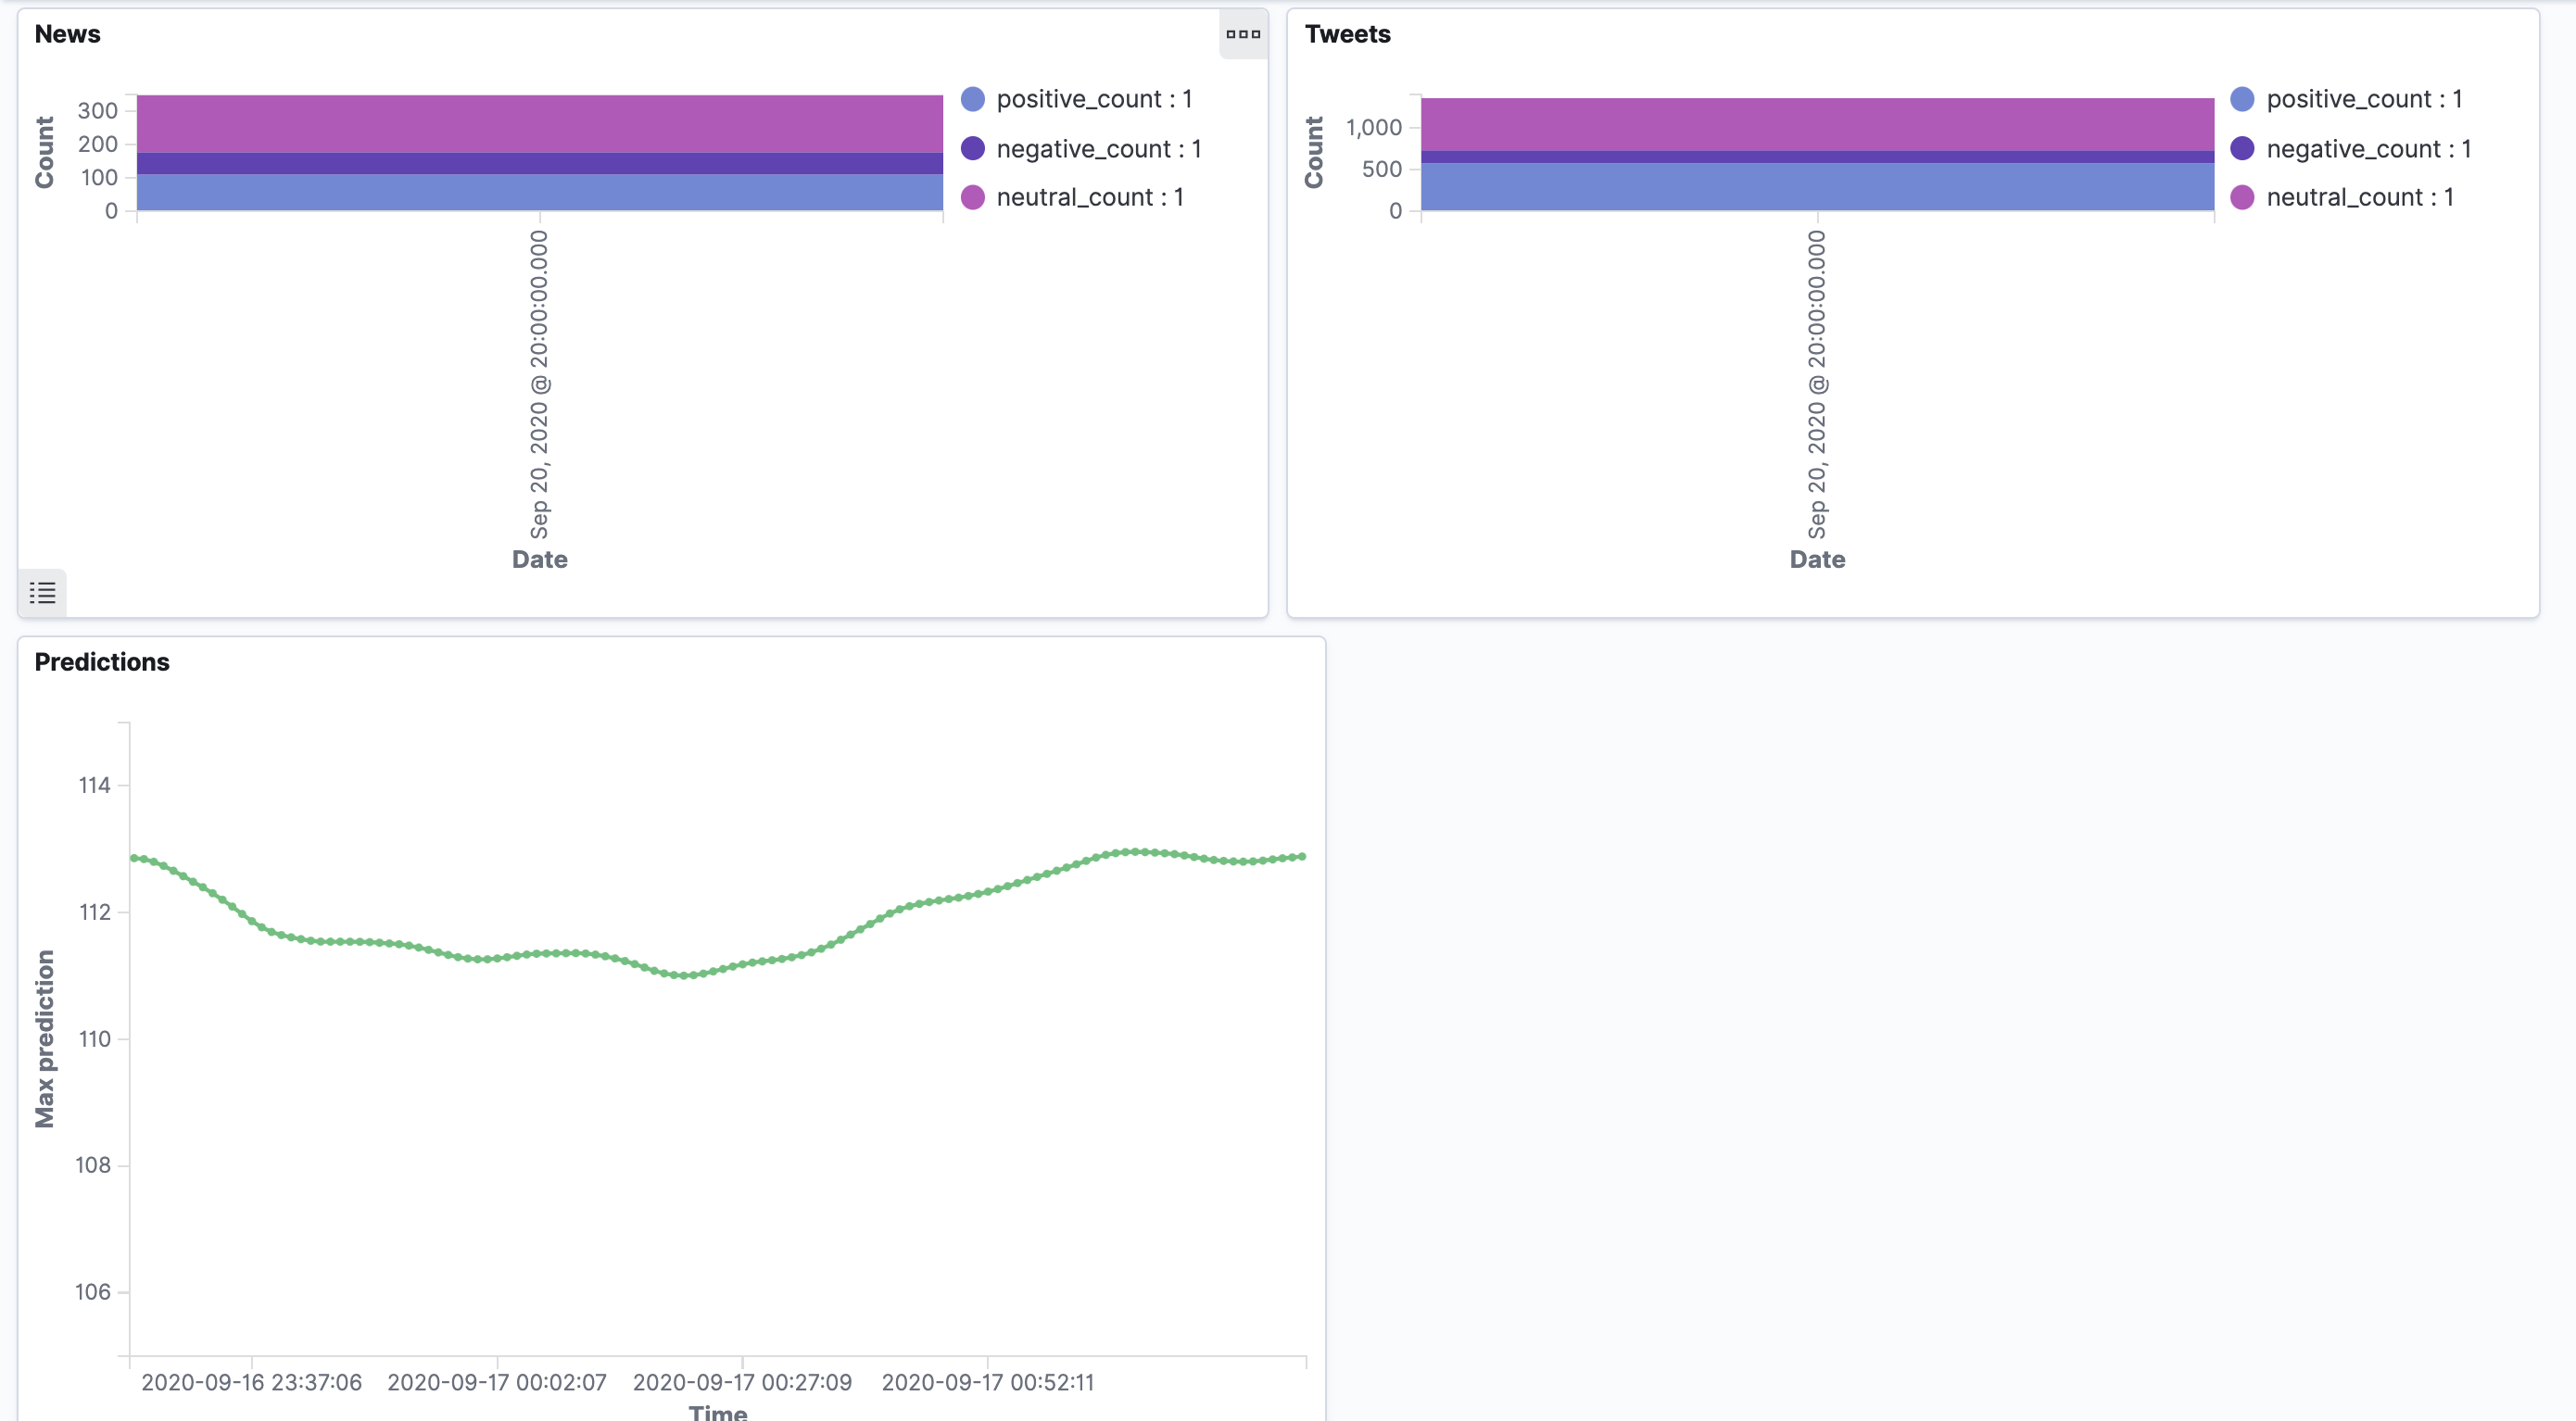 News
Count
300
200
100
0
positive_count : 1
negative_count : 1
neutral_count : 1
Sep 20, 2020 @ 20:00:00.000
Date
Tweets
Count
1,000
500
0
positive_count : 1
negative_count : 1
neutral_count : 1
Sep 20, 2020 @ 20:00:00.000
Date
Predictions
Max prediction
114
112
110
108
106
2020-09-16 23:37:06
2020-09-17 00:02:07
2020-09-17 00:27:09
2020-09-17 00:52:11
Time